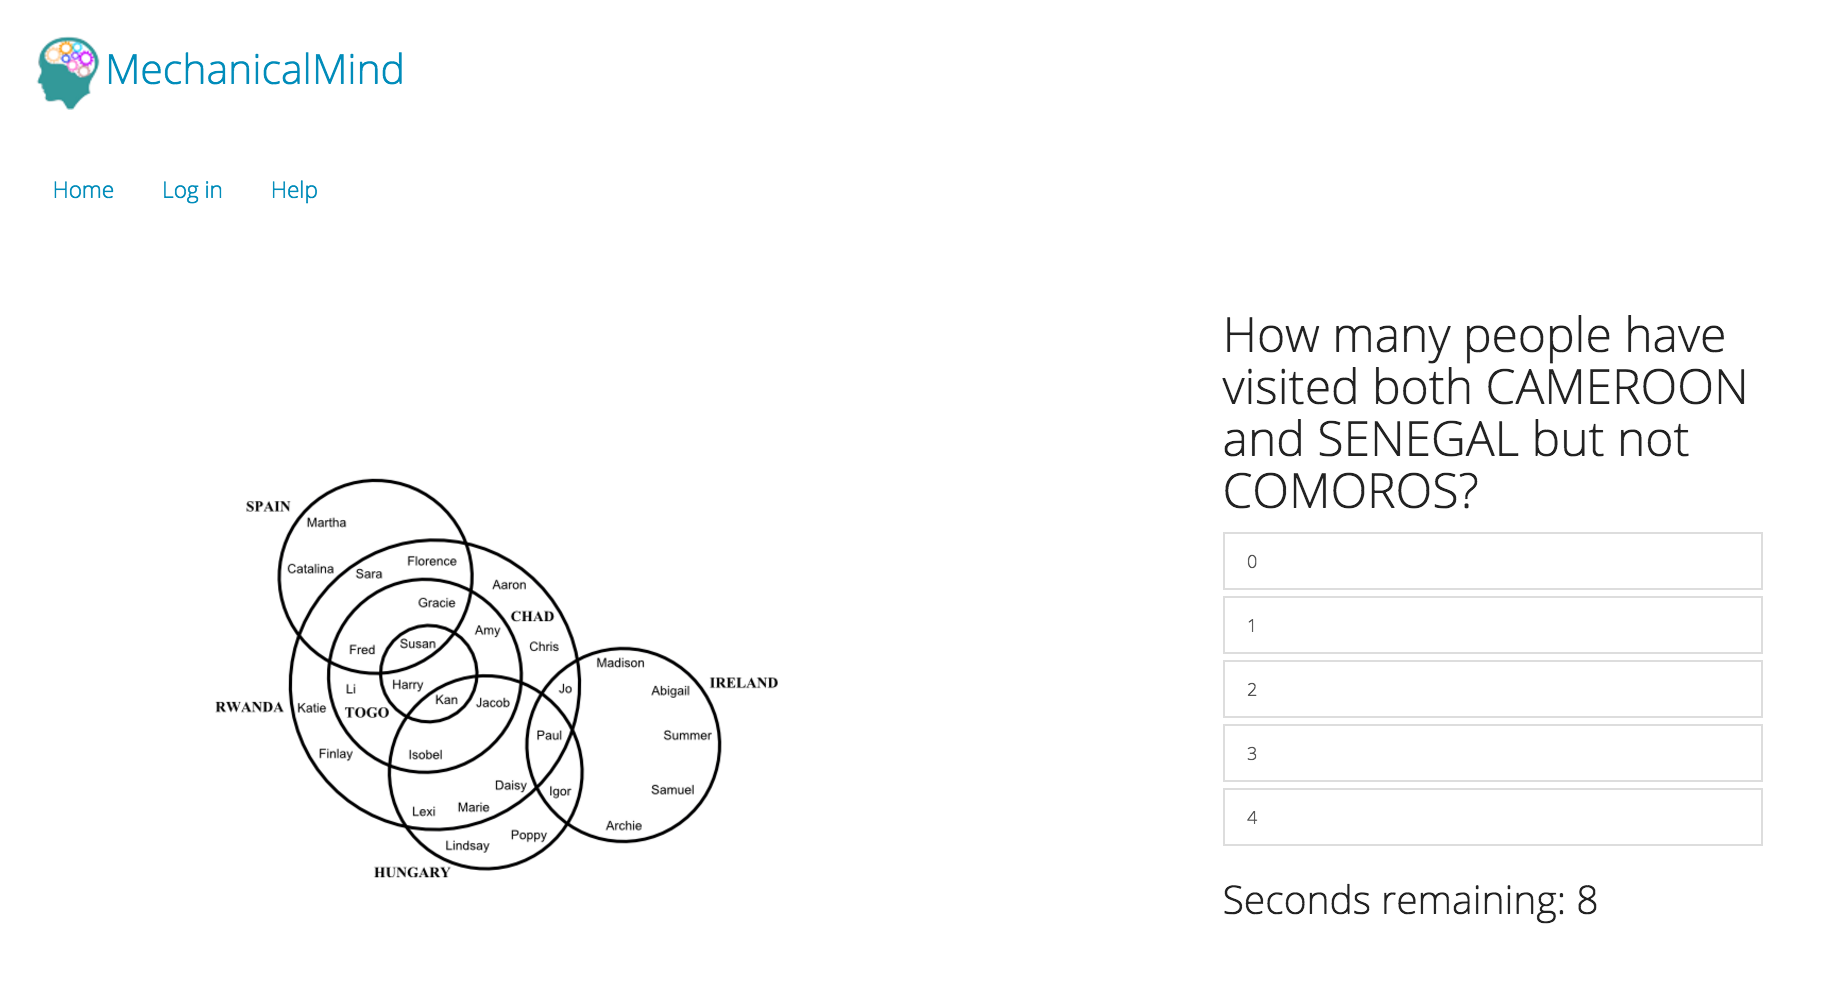 MechanicalMind
Home Log in Help
How many people have
visited both CAMEROON
and SENEGAL but not
COMOROS?
0
1
2
3
4
Seconds remaining: 8
SPAIN
Martha
Florence
Catalina
Sara
Aaron
Gracie
CHAD
Amy
Susan
Chris
Fred
Madison
IRELAND
Harry
Li
Jo
Abigail
Kan
Jacob
RWANDA
Katie
TOGO
Paul
Summer
Finlay
Isobel
Daisy
Igor
Samuel
Marie
Lexi
Archie
Poppy
Lindsay
HUNGARY